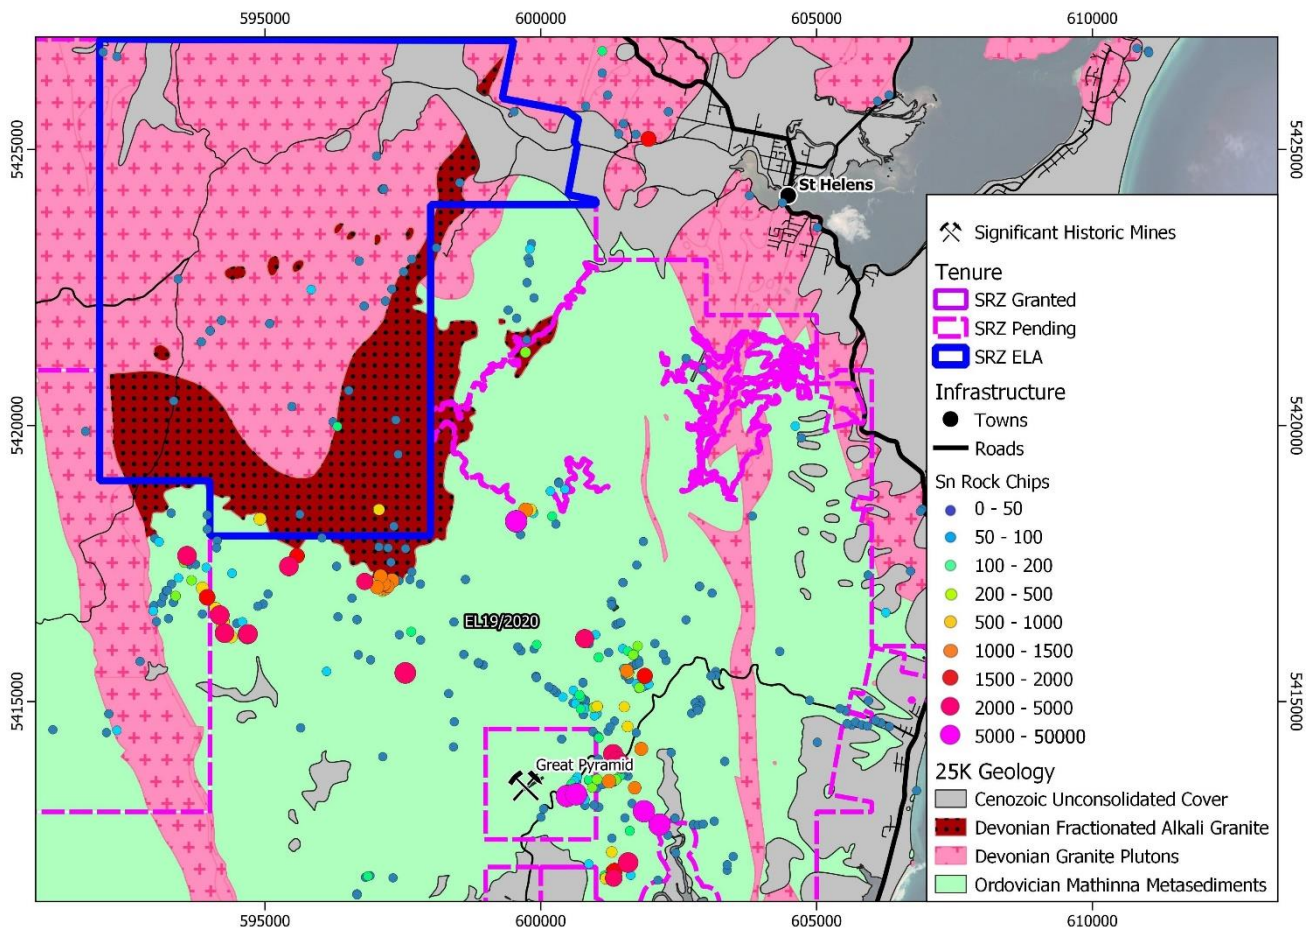 595000 600000 605000 610000
5425000 5425000
St Helens
Significant Historic Mines
Tenure
SRZ Granted
SRZ Pending
SRZ ELA
Infrastructure
Towns
5420000 5420000
Roads
Sn Rock Chips
0 - 50
50 - 100
100 - 200
200 - 500
500 - 1000
EL19/2020
1000 - 1500
1500 - 2000
2000 - 5000
5415000 5415000
5000 - 50000
Great Pyramid
25K Geology
Cenozoic Unconsolidated Cover
Devonian Fractionated Alkali Granite
Devonian Granite Plutons
Ordovician Mathinna Metasediments
595000 600000 605000 610000